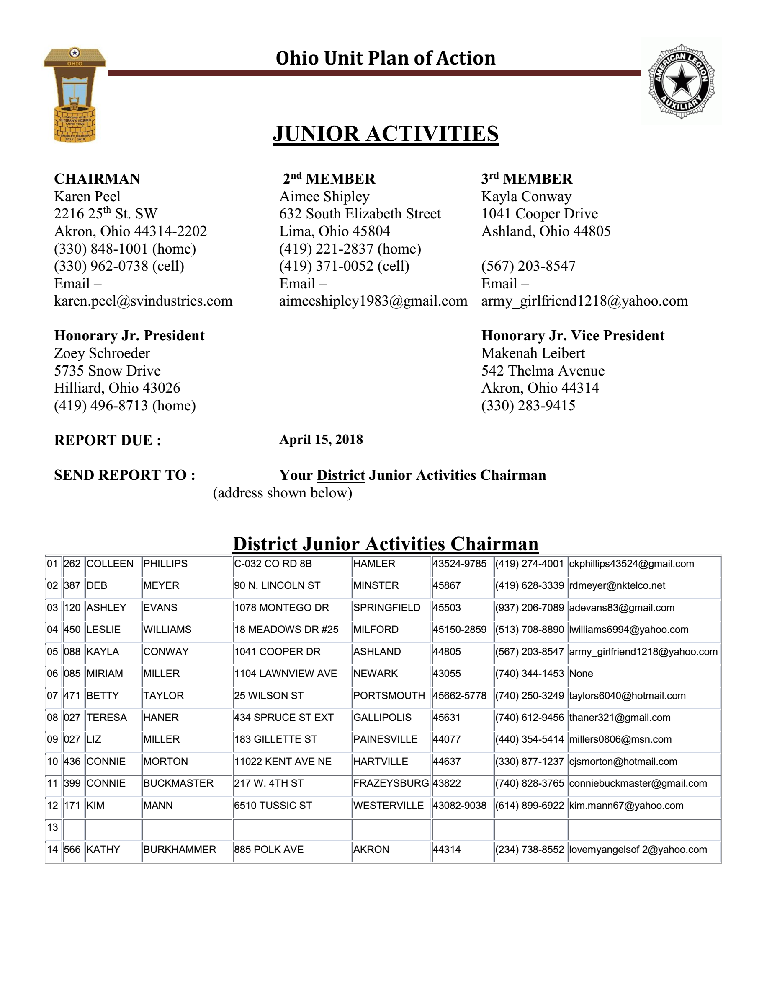 Ohio Unit Plan of Action
OHIO
MAKING OUR
VETERAN'S WISHES
COME TRUE
SHIRLEY MAURER
2017 - 2018
AMERICAN LEGION
AUXILIARY
JUNIOR ACTIVITIES
CHAIRMAN 2nd MEMBER 3rd MEMBER
Karen Peel Aimee Shipley Kayla Conway
2216 25th St. SW 632 South Elizabeth Street 1041 Cooper Drive
Akron, Ohio 44314-2202 Lima, Ohio 45804 Ashland, Ohio 44805
(330) 848-1001 (home) (419) 221-2837 (home)
(330) 962-0738 (cell) (419) 371-0052 (cell) (567) 203-8547
Email – Email – Email –
karen.peel@svindustries.com aimeeshipley1983@gmail.com army_girlfriend1218@yahoo.com
Honorary Jr. President Honorary Jr. Vice President
Zoey Schroeder Makenah Leibert
5735 Snow Drive 542 Thelma Avenue
Hilliard, Ohio 43026 Akron, Ohio 44314
(419) 496-8713 (home) (330) 283-9415
REPORT DUE : April 15, 2018
SEND REPORT TO : Your District Junior Activities Chairman
(address shown below)
District Junior Activities Chairman
01 262 COLLEEN PHILLIPS C-032 CO RD 8B HAMLER 43524-9785 (419) 274-4001 ckphillips43524@gmail.com
02 387 DEB MEYER 90 N. LINCOLN ST MINSTER 45867 (419) 628-3339 rdmeyer@nktelco.net
03 120 ASHLEY EVANS 1078 MONTEGO DR SPRINGFIELD 45503 (937) 206-7089 adevans83@gmail.com
04 450 LESLIE WILLIAMS 18 MEADOWS DR #25 MILFORD 45150-2859 (513) 708-8890 lwilliams6994@yahoo.com
05 088 KAYLA CONWAY 1041 COOPER DR ASHLAND 44805 (567) 203-8547 army_girlfriend1218@yahoo.com
06 085 MIRIAM MILLER 1104 LAWNVIEW AVE NEWARK 43055 (740) 344-1453 None
07 471 BETTY TAYLOR 25 WILSON ST PORTSMOUTH 45662-5778 (740) 250-3249 taylors6040@hotmail.com
08 027 TERESA HANER 434 SPRUCE ST EXT GALLIPOLIS 45631 (740) 612-9456 thaner321@gmail.com
09 027 LIZ MILLER 183 GILLETTE ST PAINESVILLE 44077 (440) 354-5414 millers0806@msn.com
10 436 CONNIE MORTON 11022 KENT AVE NE HARTVILLE 44637 (330) 877-1237 cjsmorton@hotmail.com
11 399 CONNIE BUCKMASTER 217 W. 4TH ST FRAZEYSBURG 43822 (740) 828-3765 conniebuckmaster@gmail.com
12 171 KIM MANN 6510 TUSSIC ST WESTERVILLE 43082-9038 (614) 899-6922 kim.mann67@yahoo.com
13
14 566 KATHY BURKHAMMER 885 POLK AVE AKRON 44314 (234) 738-8552 lovemyangelsof 2@yahoo.com